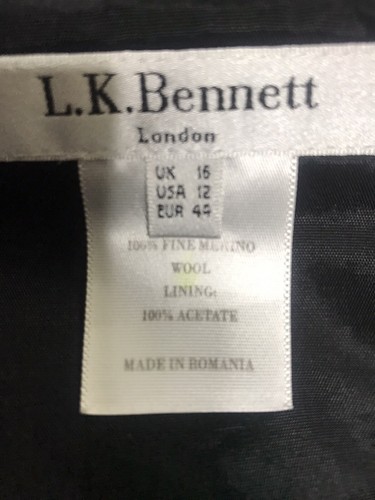 L.K.Bennett
London
UK 16
USA 12
EUR 44
100% FINE MERINO
WOOL
LINING:
100% ACETATE
MADE IN ROMANIA